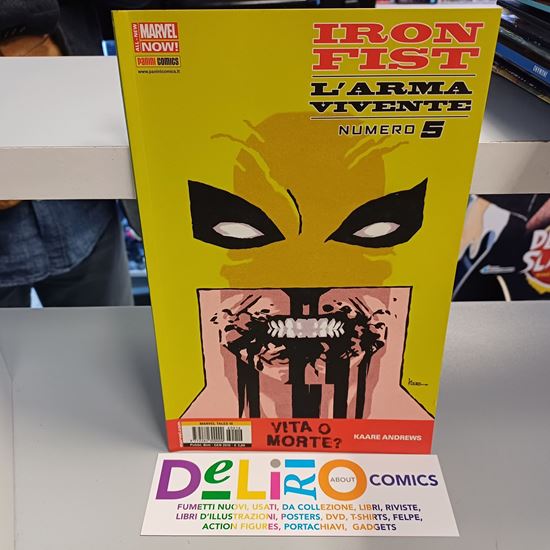 ALL-NEW
MARVEL
NOW!
PANINI COMICS
www.paninicomics.it
IRON
FIST
L'ARMA
VIVENTE
NUMERO 5
MARVEL TALES
VITA O
MORTE?
KAARE ANDREWS
DeLiRiO ABOUT COMICS
FUMETTI NUOVI, USATI, DA COLLEZIONE, LIBRI, RIVISTE,
LIBRI D'ILLUSTRAZIONI, POSTERS, DVD, T-SHIRTS, FELPE,
ACTION FIGURES, PORTACHIAVI, GADGETS